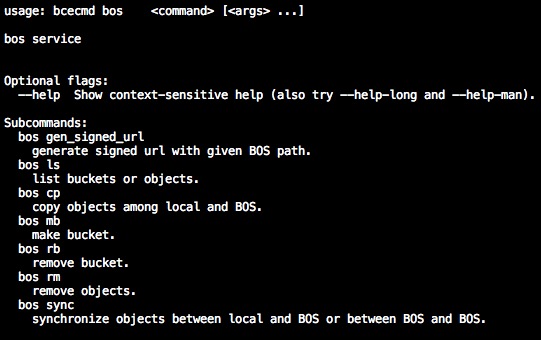 usage: bcecmd bos    <command> [<args> ...]
bos service
Optional flags:
  --help  Show context-sensitive help (also try --help-long and --help-man).
Subcommands:
  bos gen_signed_url
    generate signed url with given BOS path.
  bos ls
    list buckets or objects.
  bos cp
    copy objects among local and BOS.
  bos mb
    make bucket.
  bos rb
    remove bucket.
  bos rm
    remove objects.
  bos sync
    synchronize objects between local and BOS or between BOS and BOS.